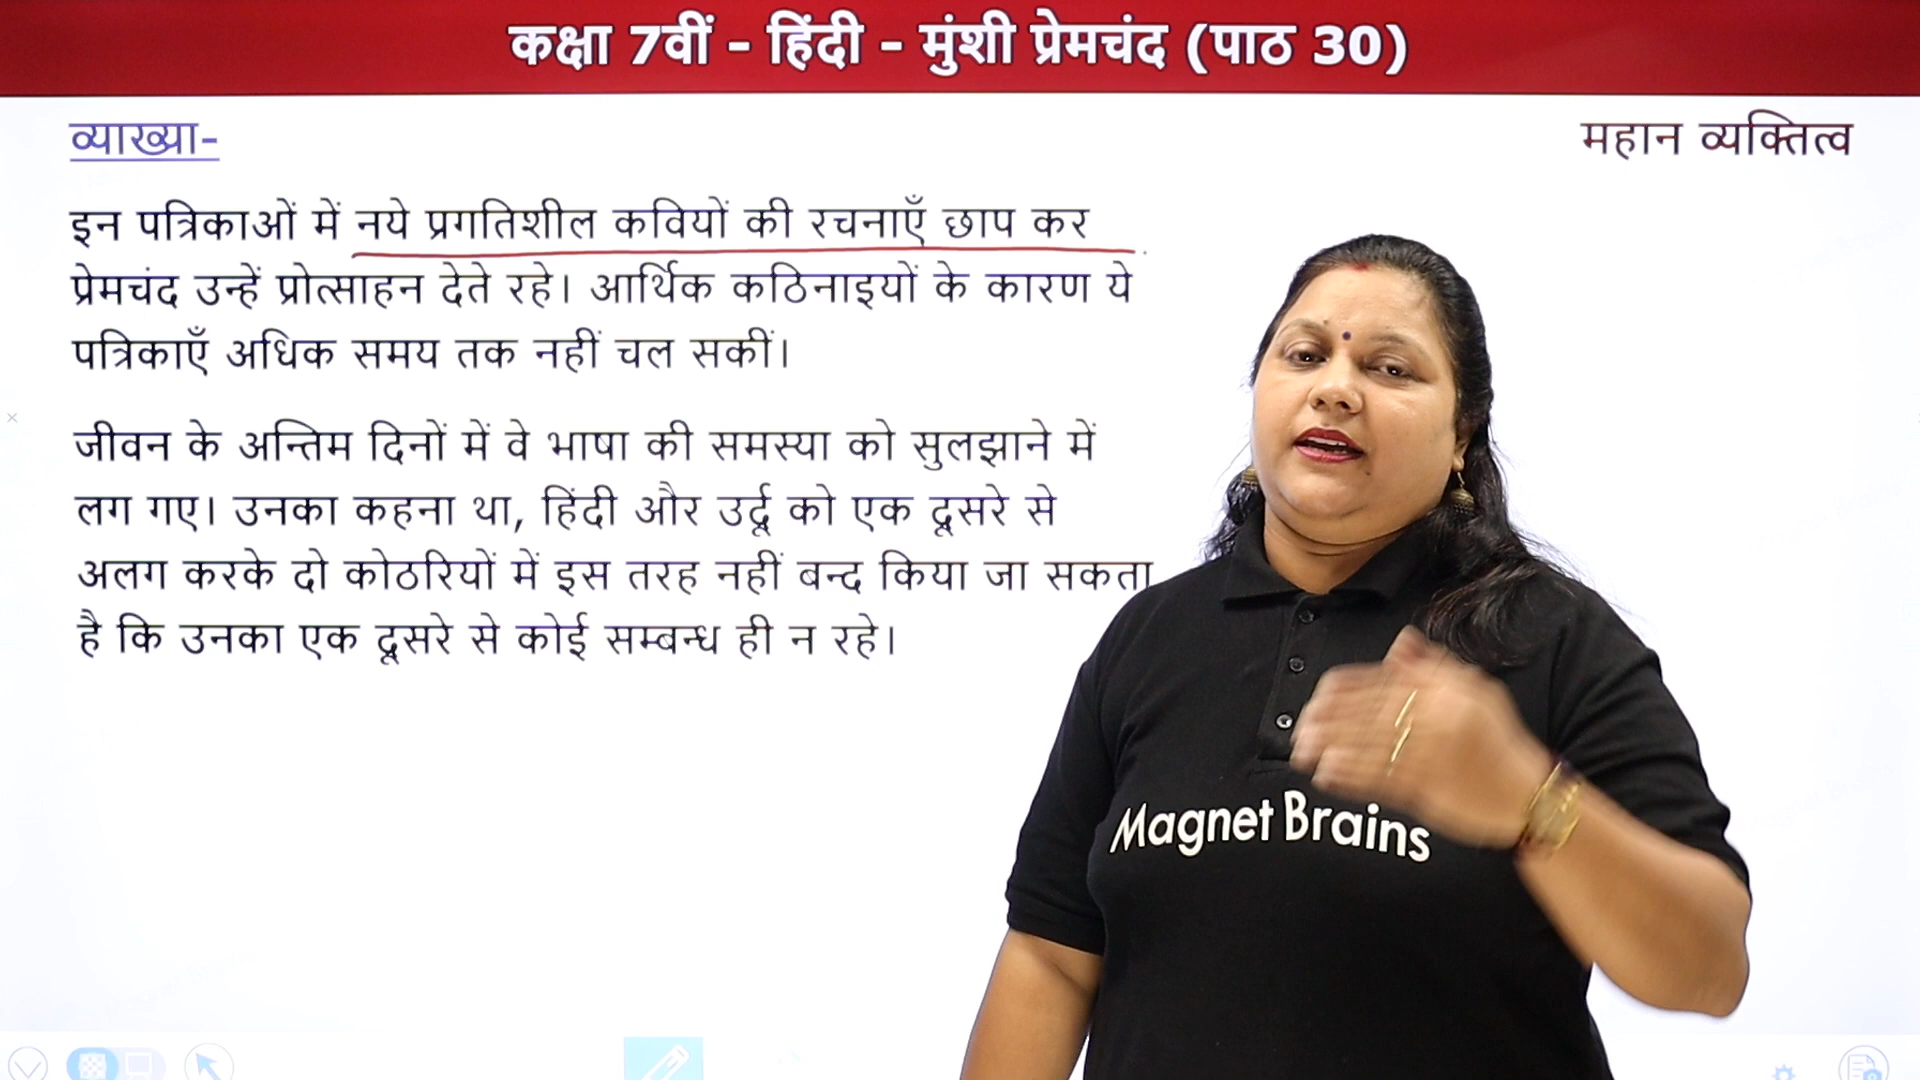 कक्षा 7वीं - हिंदी - मुंशी प्रेमचंद (पाठ 30)
व्याख्या-
महान व्यक्तित्व
इन पत्रिकाओं में नये प्रगतिशील कवियों की रचनाएँ छाप कर
प्रेमचंद उन्हें प्रोत्साहन देते रहे। आर्थिक कठिनाइयों के कारण ये
पत्रिकाएँ अधिक समय तक नहीं चल सकीं।
जीवन के अन्तिम दिनों में वे भाषा की समस्या को सुलझाने में
लग गए। उनका कहना था, हिंदी और उर्दू को एक दूसरे से
अलग करके दो कोठरियों में इस तरह नहीं बन्द किया जा सकता
है कि उनका एक दूसरे से कोई सम्बन्ध ही न रहे।
Magnet Brains